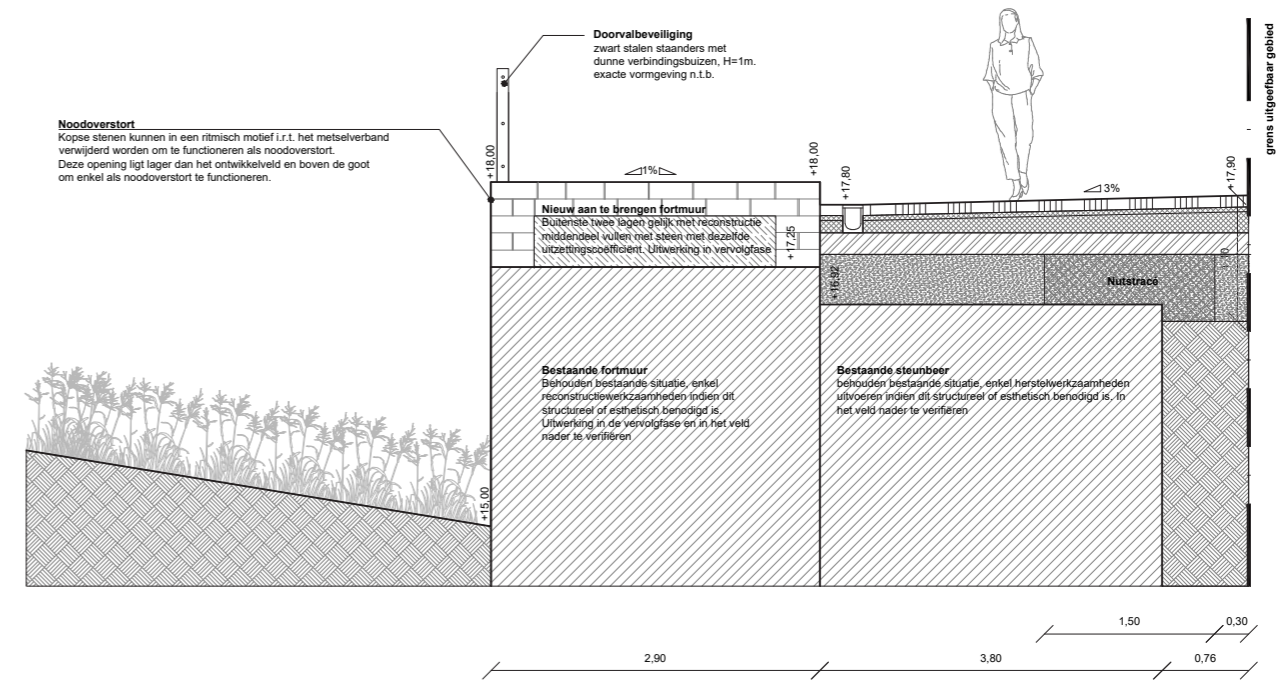 Doorvalbeveiliging
zwart stalen staanders met
dunne verbindingsbuizen, H=1m.
exacte vormgeving n.t.b.
grens uitgeefbaar gebied
Noodoverstort
Kopse stenen kunnen in een ritmisch motief i.r.t. het metselverband
verwijderd worden om te functioneren als noodoverstort.
Deze opening ligt lager dan het ontwikkelveld en boven de goot
om enkel als noodoverstort te functioneren.
+18,00
1%
+18,00
+17,80
3%
+17,90
Nieuw aan te brengen fortmuur
Buitenste twee lagen gelijk met reconstructie
middendeel vullen met steen met dezelfde
uitzettingscoëfficient. Uitwerking in vervolgfase
+17,25
+16,92
Nutstrace
Bestaande fortmuur
Behouden bestaande situatie, enkel
reconstructiewerkzaamheden indien dit
structureel of esthetisch benodigd is.
Uitwerking in de vervolgfase en in het veld
nader te verifiëren
Bestaande steunbeer
behouden bestaande situatie, enkel herstelwerkzaamheden
uitvoeren indien dit structureel of esthetisch benodigd is. In
het veld nader te verifiëren
+15,00
1,50
0,30
2,90
3,80
0,76